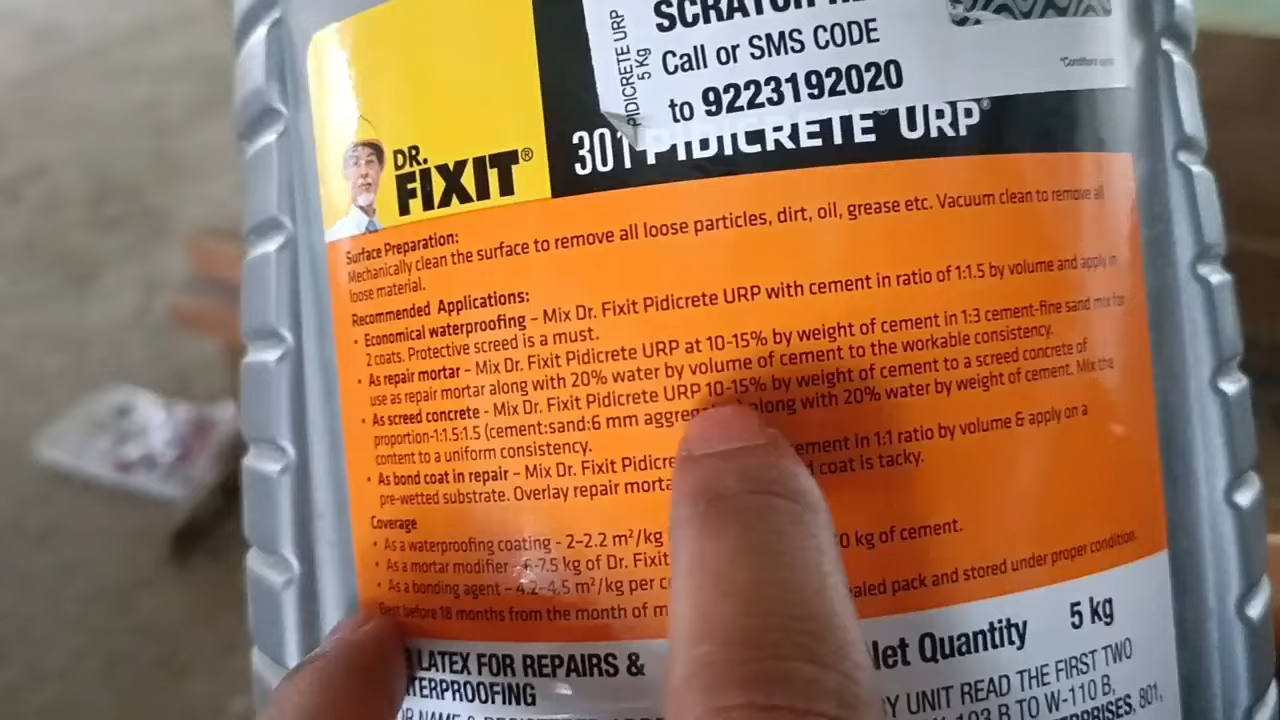 PIDICRETE URP
5 Kg
Call or SMS CODE
to 9223192020
DR.
FIXIT®
301 PIDICRETE® URP®
Surface Preparation:
Mechanically clean the surface to remove all loose particles, dirt, oil, grease etc. Vacuum clean to remove all
loose material.
Recommended Applications:
• Economical waterproofing – Mix Dr. Fixit Pidicrete URP with cement in ratio of 1:1.5 by volume and apply in
2 coats. Protective screed is a must.
• As repair mortar – Mix Dr. Fixit Pidicrete URP at 10-15% by weight of cement in 1:3 cement-fine sand mix for
use as repair mortar along with 20% water by volume of cement to the workable consistency.
• As screed concrete - Mix Dr. Fixit Pidicrete URP 10-15% by weight of cement to a screed concrete of
proportion-1:1.5:1.5 (cement:sand:6 mm along with 20% water by weight of cement. Mix the
content to a uniform consistency.
• As bond coat in repair – Mix Dr. Fixit in 1:1 ratio by volume & apply on a
pre-wetted substrate. Overlay repair coat is tacky.
Coverage
• As a waterproofing coating - 2–2.2 m²/kg
• As a mortar modifier - 6-7.5 kg of Dr. Fixit kg of cement.
• As a bonding agent – 4.2–4.5 m²/kg per pack and stored under proper condition.
Best before 18 months from the month of
LATEX FOR REPAIRS &
Net Quantity 5 kg
UNIT READ THE FIRST TWO
B TO W-110 B,
801,